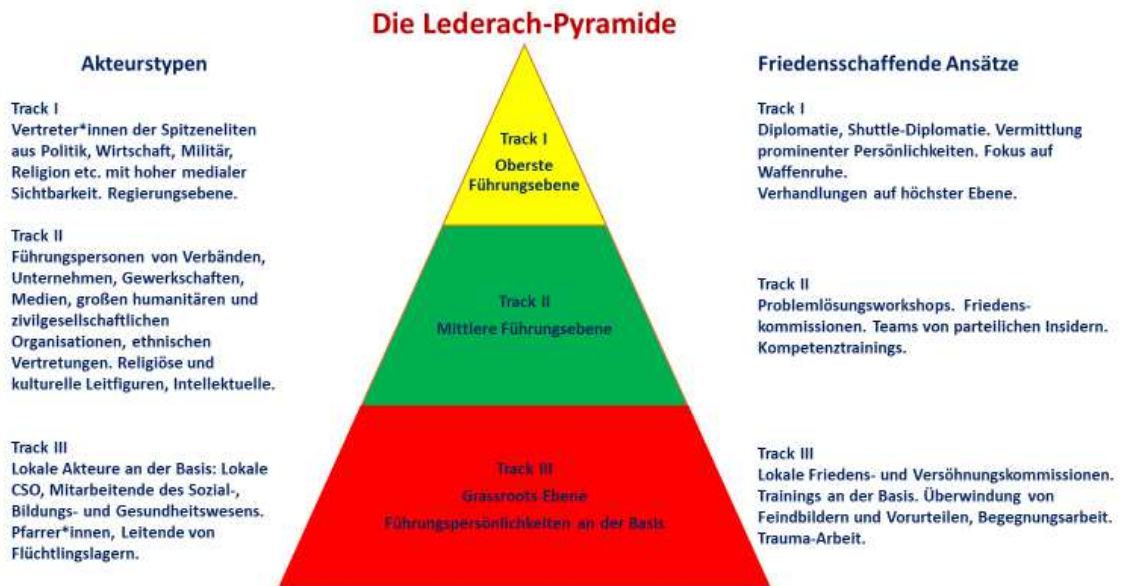 Die Lederach-Pyramide
Akteurstypen
Track I
Vertreter*innen der Spitzeneliten
aus Politik, Wirtschaft, Militär,
Religion etc. mit hoher medialer
Sichtbarkeit. Regierungsebene.
Track II
Führungspersonen von Verbänden,
Unternehmen, Gewerkschaften,
Medien, großen humanitären und
zivilgesellschaftlichen
Organisationen, ethnischen
Vertretungen. Religiöse und
kulturelle Leitfiguren, Intellektuelle.
Track III
Lokale Akteure an der Basis: Lokale
CSO, Mitarbeitende des Sozial-,
Bildungs- und Gesundheitswesens.
Pfarrer*innen, Leitende von
Flüchtlingslagern.
Track I
Oberste
Führungsebene
Track II
Mittlere Führungsebene
Track III
Grassroots Ebene
Führungspersönlichkeiten an der Basis
Friedensschaffende Ansätze
Track I
Diplomatie, Shuttle-Diplomatie. Vermittlung
prominenter Persönlichkeiten. Fokus auf
Waffenruhe.
Verhandlungen auf höchster Ebene.
Track II
Problemlösungsworkshops. Friedens-
kommissionen. Teams von parteilichen Insidern.
Kompetenztrainings.
Track III
Lokale Friedens- und Versöhnungskommissionen.
Trainings an der Basis. Überwindung von
Feindbildern und Vorurteilen, Begegnungsarbeit.
Trauma-Arbeit.